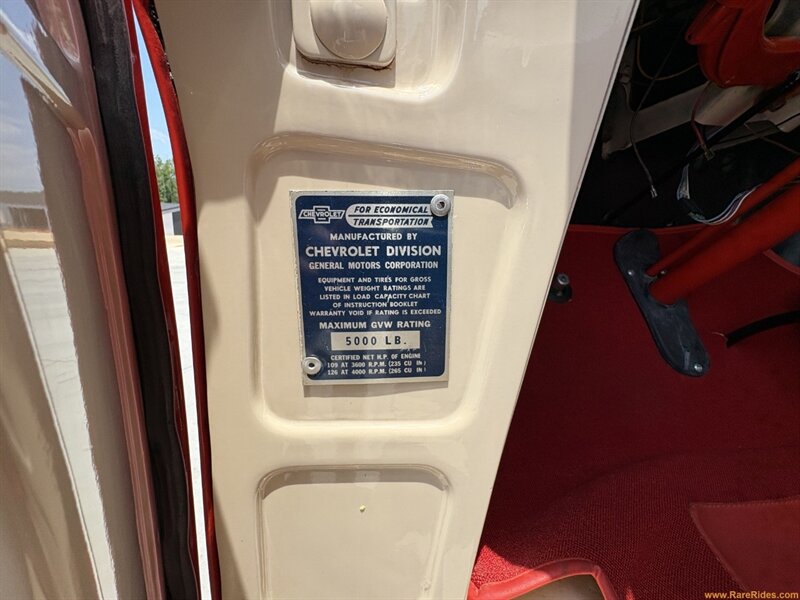 CHEVROLET
FOR ECONOMICAL
TRANSPORTATION
MANUFACTURED BY
CHEVROLET DIVISION
GENERAL MOTORS CORPORATION
EQUIPMENT AND TIRES FOR GROSS
VEHICLE WEIGHT RATINGS ARE
LISTED IN LOAD CAPACITY CHART
OF INSTRUCTION BOOKLET
WARRANTY VOID IF RATING IS EXCEEDED
MAXIMUM GVW RATING
5000 LB.
CERTIFIED NET H.P. OF ENGINE
109 AT 3600 R.P.M. (235 CU IN)
126 AT 4000 R.P.M. (265 CU IN)
www.RareRides.com